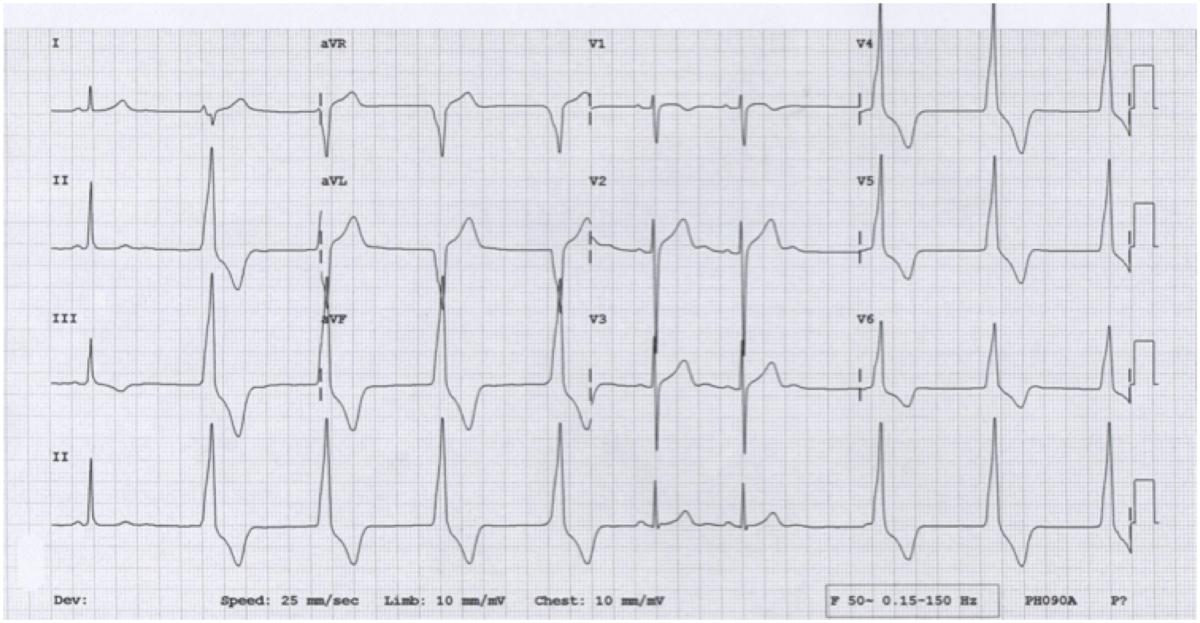 I aVR V1 V4
II aVL V2 V5
III aVF V3 V6
II
Dev: Speed: 25 mm/sec Limb: 10 mm/mV Chest: 10 mm/mV F 50~ 0.15-150 Hz PH090A P?